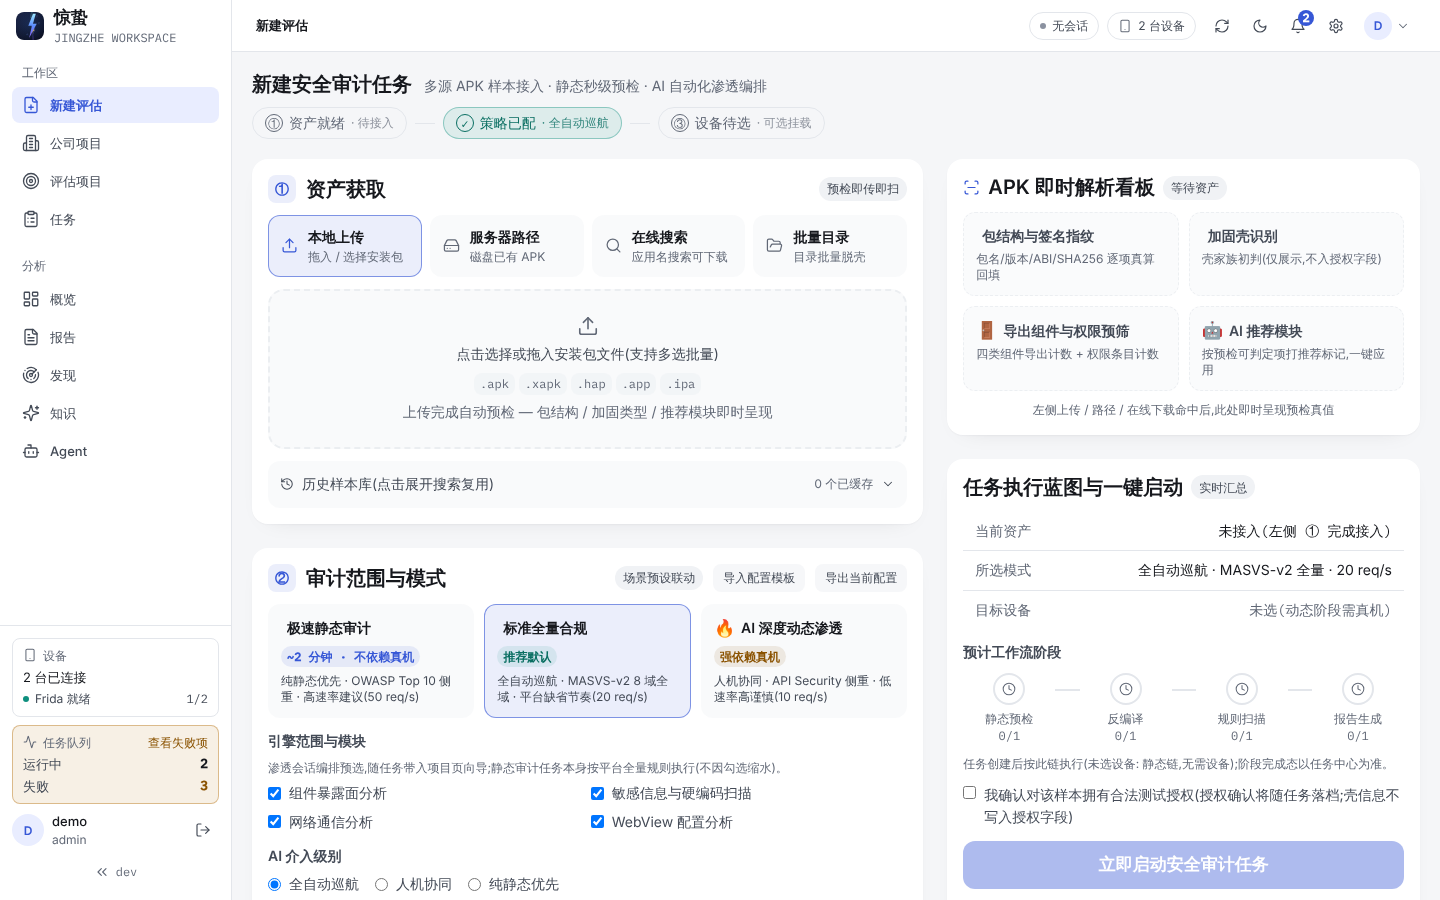 惊蛰
JINGZHE WORKSPACE
工作区
新建评估
公司项目
评估项目
任务
分析
概览
报告
发现
知识
Agent
设备
2 台已连接
Frida 就绪 1/2
任务队列 查看失败项
运行中 2
失败 3
D
demo
admin
dev
新建评估
无会话
2 台设备
2
D
新建安全审计任务 多源 APK 样本接入 · 静态秒级预检 · AI 自动化渗透编排
① 资产就绪 · 待接入
✓ 策略已配 · 全自动巡航
③ 设备待选 · 可选挂载
① 资产获取 预检即传即扫
本地上传
拖入 / 选择安装包
服务器路径
磁盘已有 APK
在线搜索
应用名搜索可下载
批量目录
目录批量脱壳
点击选择或拖入安装包文件(支持多选批量)
.apk .xapk .hap .app .ipa
上传完成自动预检 — 包结构 / 加固类型 / 推荐模块即时呈现
历史样本库(点击展开搜索复用) 0 个已缓存
② 审计范围与模式 场景预设联动 导入配置模板 导出当前配置
极速静态审计
~2 分钟 · 不依赖真机
纯静态优先 · OWASP Top 10 侧
重 · 高速率建议(50 req/s)
标准全量合规
推荐默认
全自动巡航 · MASVS-v2 8 域全
域 · 平台缺省节奏(20 req/s)
🔥 AI 深度动态渗透
强依赖真机
人机协同 · API Security 侧重 · 低
速率高谨慎(10 req/s)
引擎范围与模块
渗透会话编排预选,随任务带入项目页向导;静态审计任务本身按平台全量规则执行(不因勾选缩水)。
组件暴露面分析
敏感信息与硬编码扫描
网络通信分析
WebView 配置分析
AI 介入级别
全自动巡航 人机协同 纯静态优先
APK 即时解析看板 等待资产
包结构与签名指纹
包名/版本/ABI/SHA256 逐项真算
回填
加固壳识别
壳家族初判(仅展示,不入授权字段)
🚪 导出组件与权限预筛
四类组件导出计数 + 权限条目计数
🤖 AI 推荐模块
按预检可判定项打推荐标记,一键应
用
左侧上传 / 路径 / 在线下载命中后,此处即时呈现预检真值
任务执行蓝图与一键启动 实时汇总
当前资产 未接入(左侧 ① 完成接入)
所选模式 全自动巡航 · MASVS-v2 全量 · 20 req/s
目标设备 未选(动态阶段需真机)
预计工作流阶段
静态预检 反编译 规则扫描 报告生成
0/1 0/1 0/1 0/1
任务创建后按此链执行(未选设备: 静态链,无需设备);阶段完成态以任务中心为准。
我确认对该样本拥有合法测试授权(授权确认将随任务落档;壳信息不
写入授权字段)
立即启动安全审计任务